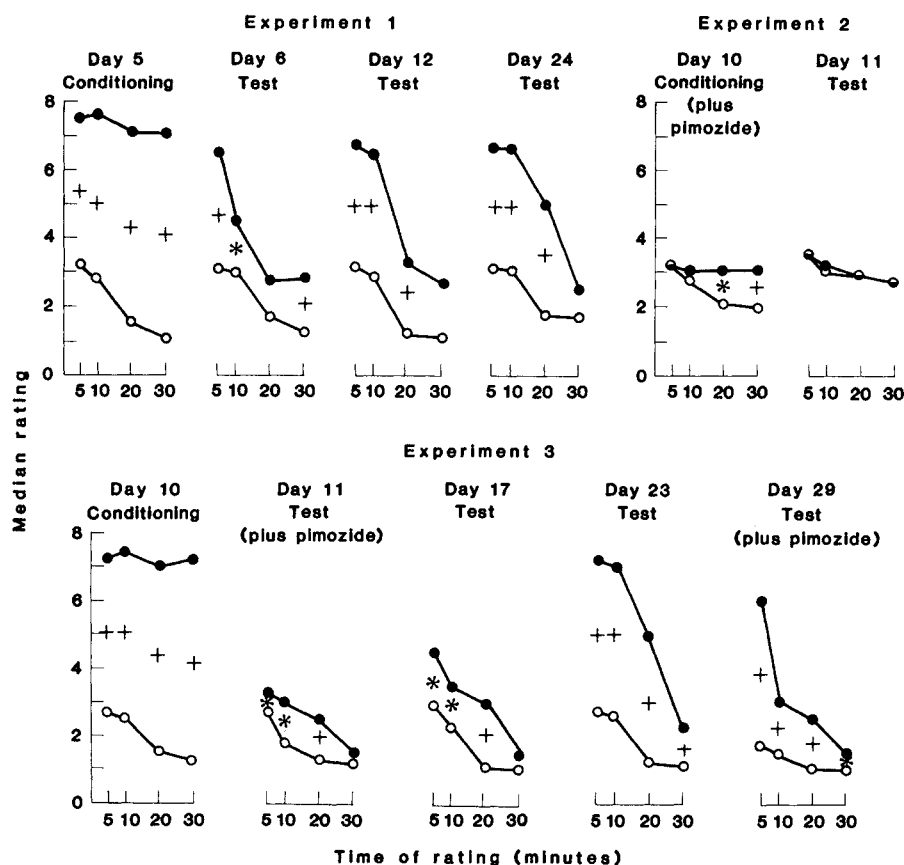 Experiment 1
Experiment 2
Day 5
Conditioning
Day 6
Test
Day 12
Test
Day 24
Test
Day 10
Conditioning
(plus
pimozide)
Day 11
Test
8
6
4
2
0
8
6
4
2
0
5 10 20 30
5 10 20 30
5 10 20 30
5 10 20 30
5 10 20 30
5 10 20 30
Median rating
Experiment 3
Day 10
Conditioning
Day 11
Test
(plus pimozide)
Day 17
Test
Day 23
Test
Day 29
Test
(plus pimozide)
8
6
4
2
0
5 10 20 30
5 10 20 30
5 10 20 30
5 10 20 30
5 10 20 30
Time of rating (minutes)